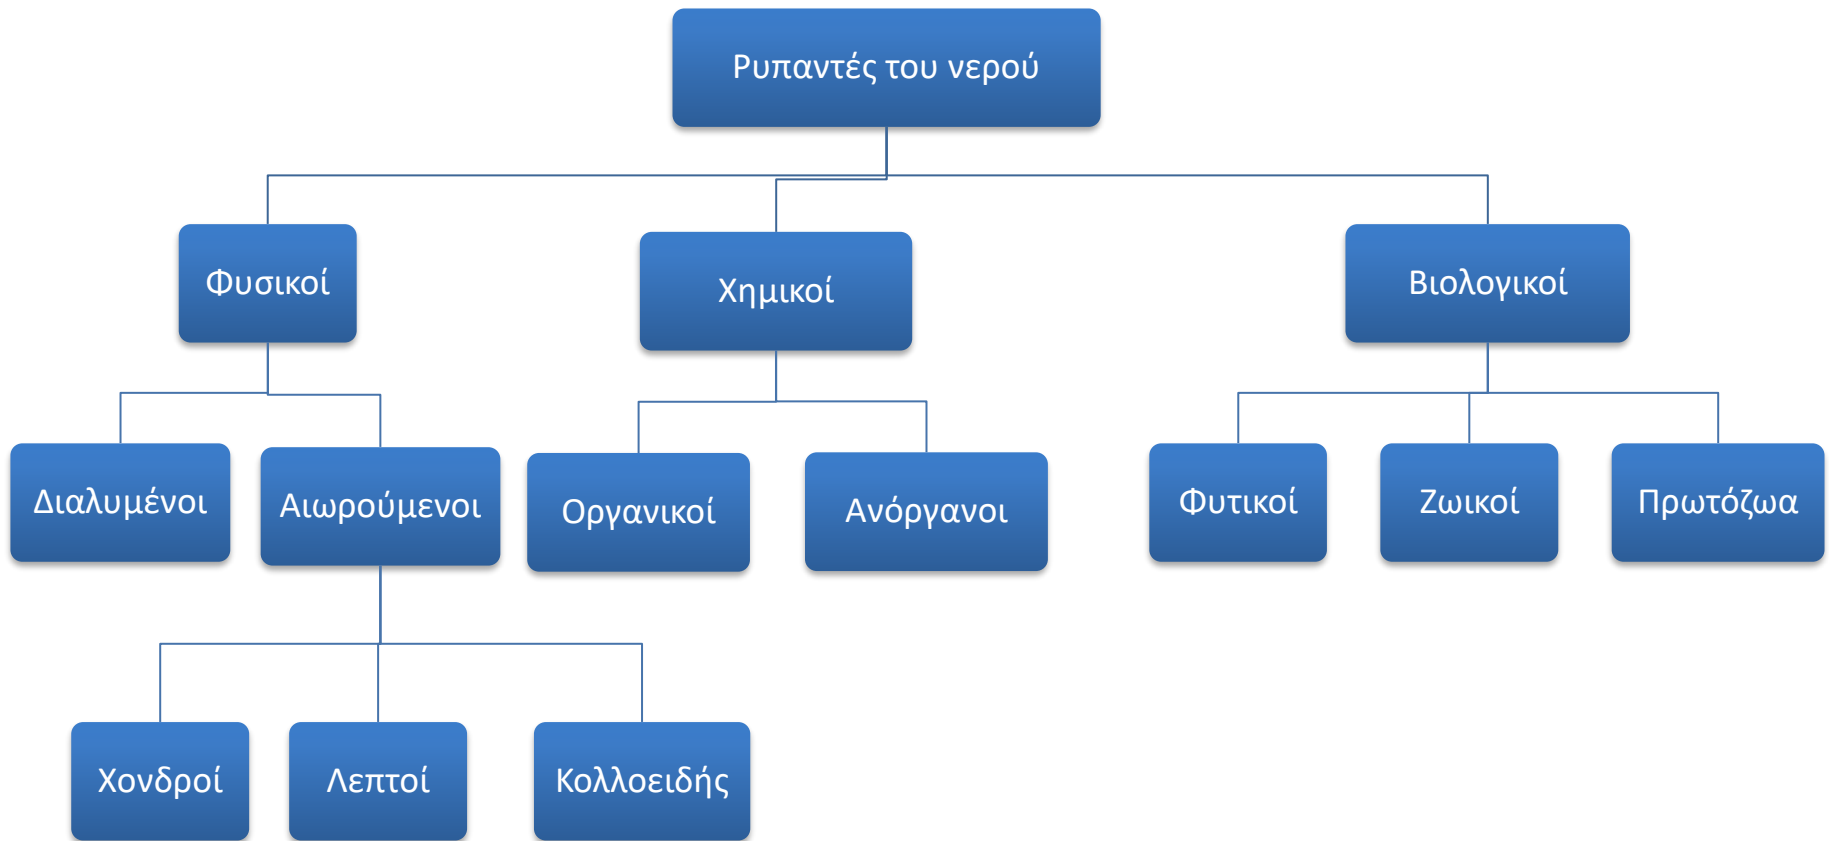 Ρυπαντές του νερού
Φυσικοί
Χημικοί
Βιολογικοί
Διαλυμένοι
Αιωρούμενοι
Οργανικοί
Ανόργανοι
Φυτικοί
Ζωικοί
Πρωτόζωα
Χονδροί
Λεπτοί
Κολλοειδής